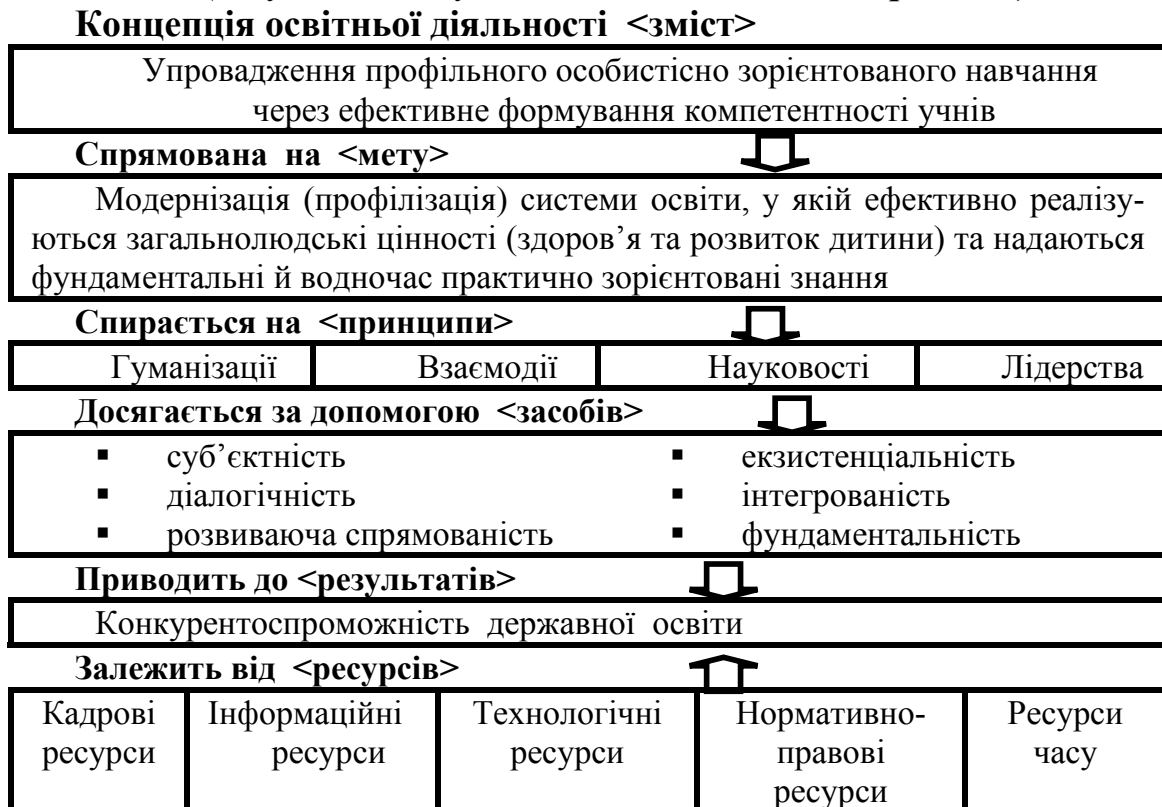 Концепція освітньої діяльності <зміст>
Упровадження профільного особистісно зорієнтованого навчання
через ефективне формування компетентності учнів
Спрямована на <мету>
Модернізація (профілізація) системи освіти, у якій ефективно реалізу-
ються загальнолюдські цінності (здоров’я та розвиток дитини) та надаються
фундаментальні й водночас практично зорієнтовані знання
Спирається на <принципи>
Гуманізації Взаємодії Науковості Лідерства
Досягається за допомогою <засобів>
▪ суб’єктність ▪ екзистенціальність
▪ діалогічність ▪ інтегрованість
▪ розвиваюча спрямованість ▪ фундаментальність
Приводить до <результатів>
Конкурентоспроможність державної освіти
Залежить від <ресурсів>
Кадрові Інформаційні Технологічні Нормативно- Ресурси
ресурси ресурси ресурси правові часу
ресурси